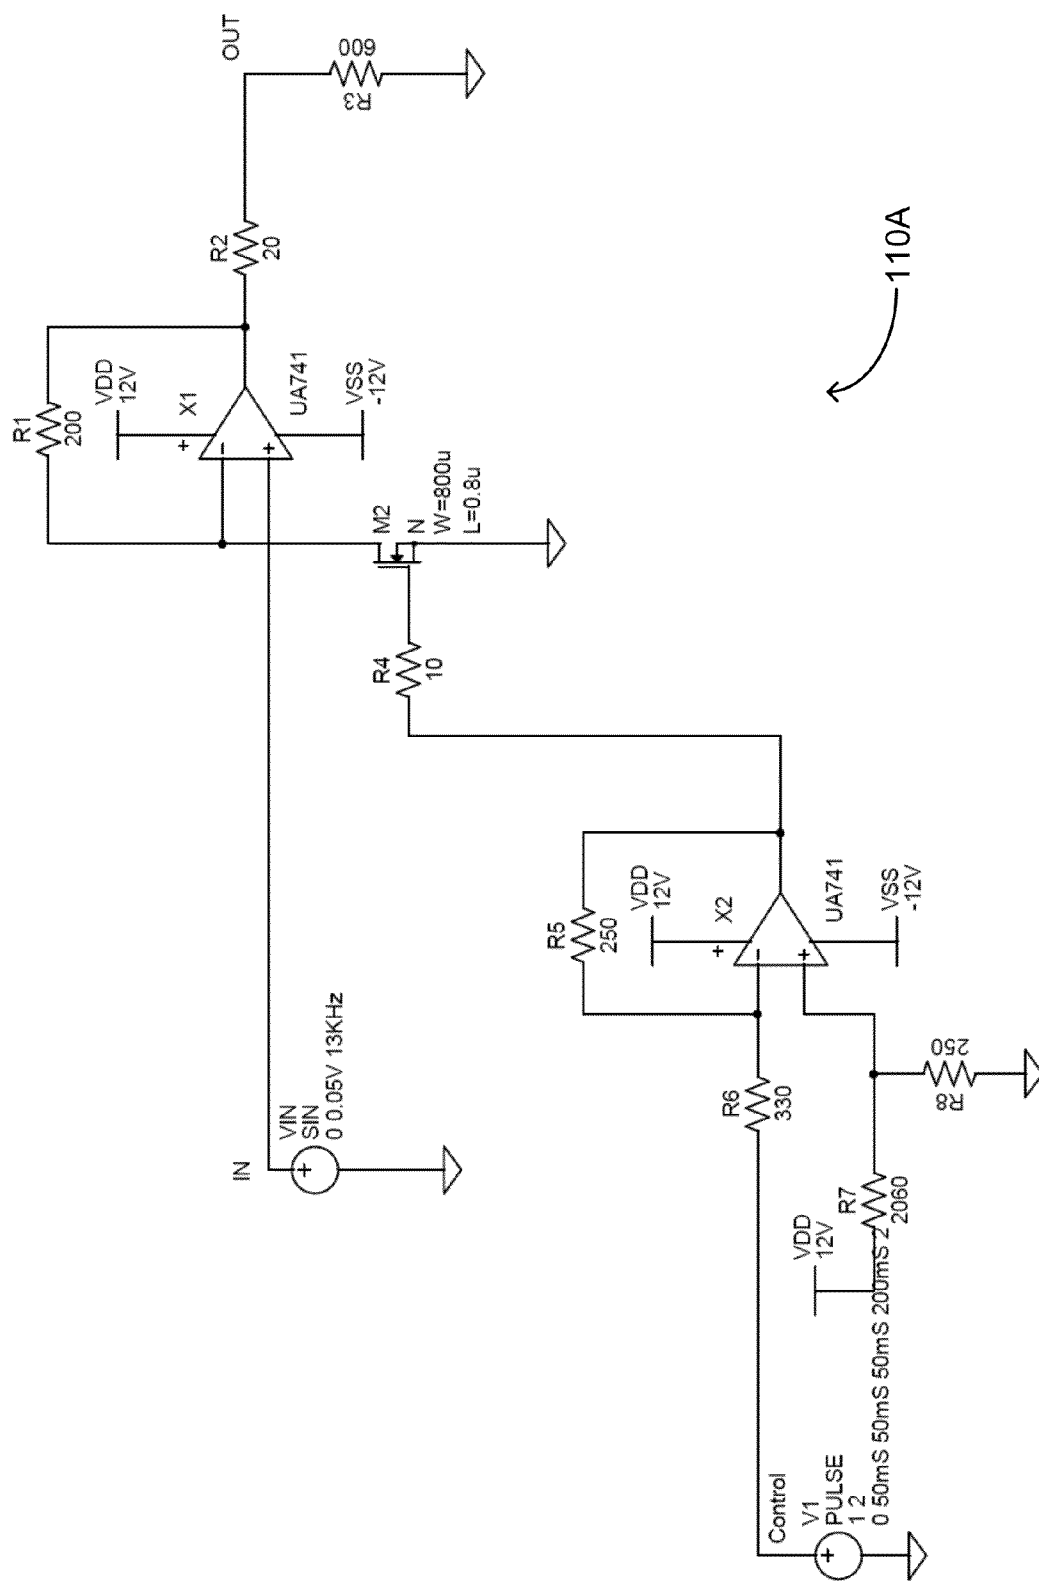 OUT
R3
600
R2
20
R1
200
VDD
12V
X1
+
-
+
UA741
VSS
-12V
M2
N
W=800u
L=0.8u
R4
10
110A
IN
+
VIN
SIN
0 0.05V 13KHz
R5
250
VDD
12V
X2
+
-
+
UA741
VSS
-12V
R6
330
R8
250
R7
2060
VDD
12V
Control
+
V1
PULSE
1 2
0 50mS 50mS 50mS 200mS 2